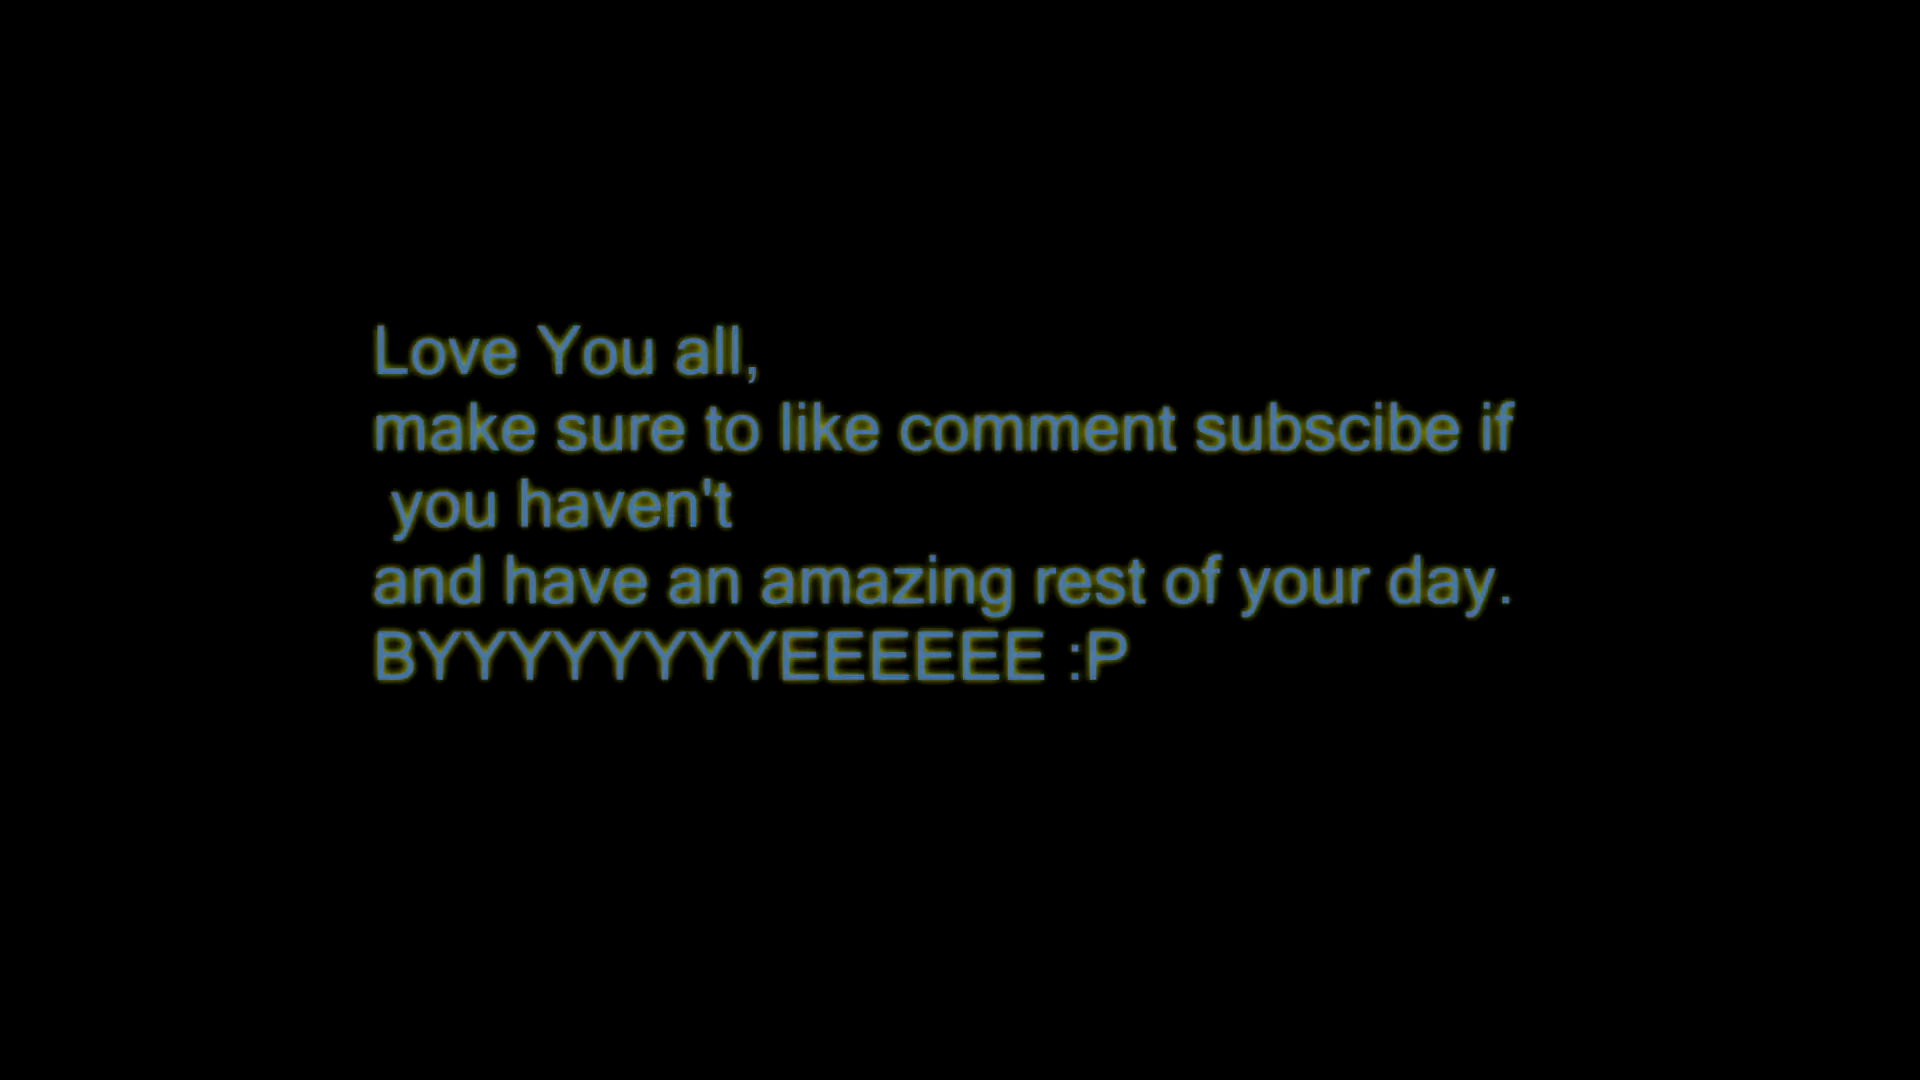 Love You all,
make sure to like comment subscibe if
you haven't
and have an amazing rest of your day.
BYYYYYYYYEEEEEE :P